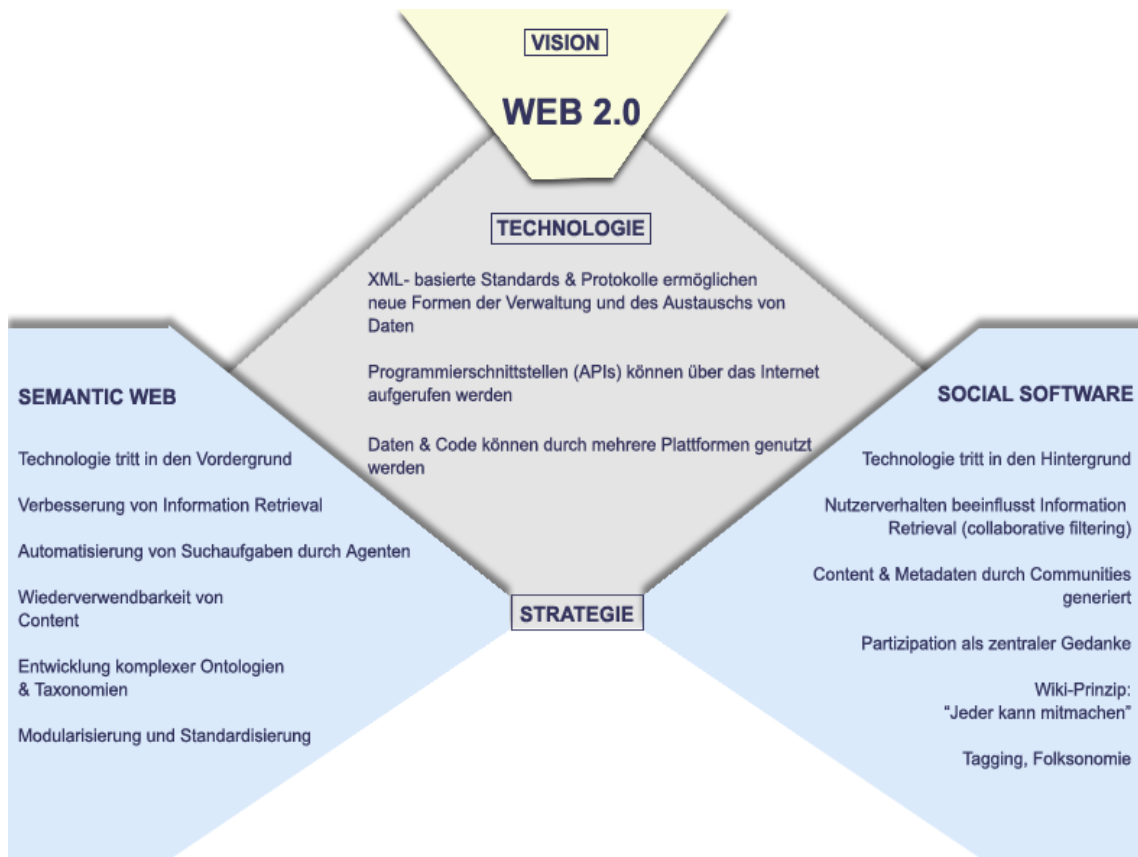 VISION
WEB 2.0
TECHNOLOGIE
XML- basierte Standards & Protokolle ermöglichen
neue Formen der Verwaltung und des Austauschs von
Daten
Programmierschnittstellen (APIs) können über das Internet
aufgerufen werden
Daten & Code können durch mehrere Plattformen genutzt
werden
SEMANTIC WEB
Technologie tritt in den Vordergrund
Verbesserung von Information Retrieval
Automatisierung von Suchaufgaben durch Agenten
Wiederverwendbarkeit von
Content
Entwicklung komplexer Ontologien
& Taxonomien
Modularisierung und Standardisierung
STRATEGIE
SOCIAL SOFTWARE
Technologie tritt in den Hintergrund
Nutzerverhalten beeinflusst Information
Retrieval (collaborative filtering)
Content & Metadaten durch Communities
generiert
Partizipation als zentraler Gedanke
Wiki-Prinzip:
“Jeder kann mitmachen”
Tagging, Folksonomie